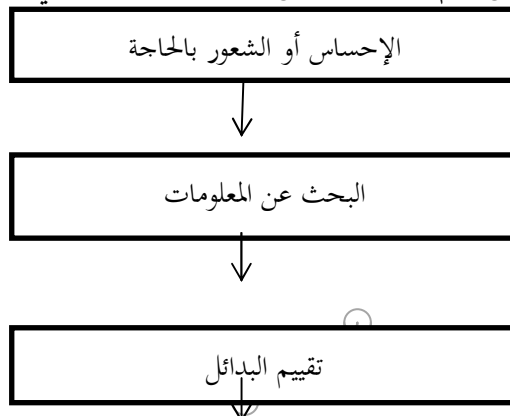 الإحساس أو الشعور بالحاجة
البحث عن المعلومات
تقييم البدائل